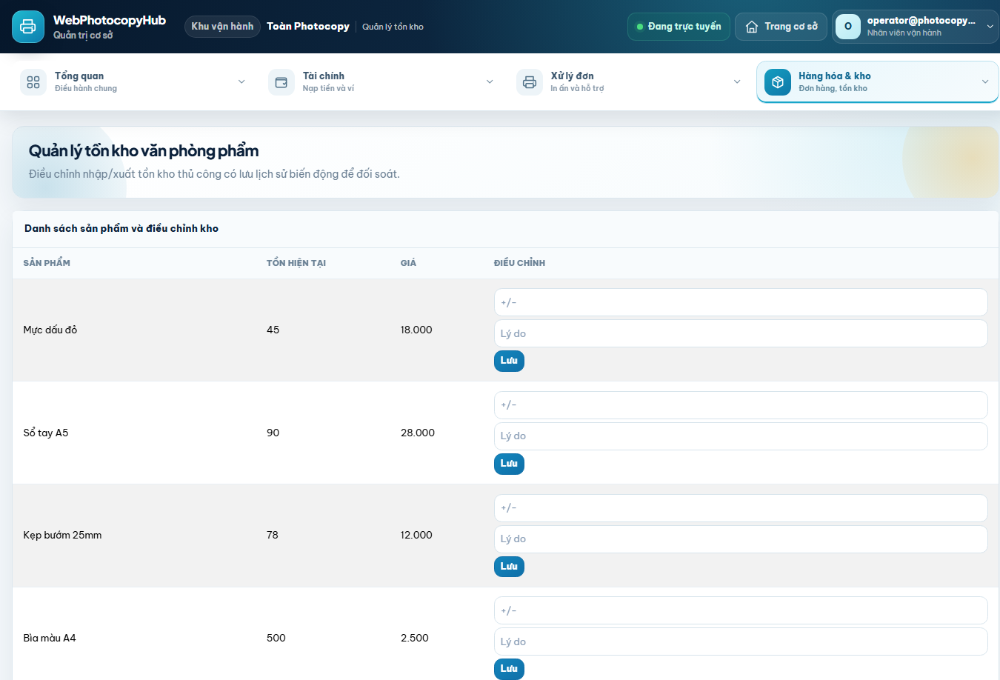 WebPhotocopyHub
Quản trị cơ sở
Khu vận hành
Toàn Photocopy
Quản lý tồn kho
Đang trực tuyến
Trang cơ sở
O
operator@photocopy...
Nhân viên vận hành
Tổng quan
Điều hành chung
Tài chính
Nạp tiền và ví
Xử lý đơn
In ấn và hỗ trợ
Hàng hóa & kho
Đơn hàng, tồn kho
Quản lý tồn kho văn phòng phẩm
Điều chỉnh nhập/xuất tồn kho thủ công có lưu lịch sử biến động để đối soát.
Danh sách sản phẩm và điều chỉnh kho
SẢN PHẨM TỒN HIỆN TẠI GIÁ ĐIỀU CHỈNH
+/-
Mực dấu đỏ 45 18.000
Lý do
Lưu
+/-
Sổ tay A5 90 28.000
Lý do
Lưu
+/-
Kẹp bướm 25mm 78 12.000
Lý do
Lưu
+/-
Bìa màu A4 500 2.500
Lý do
Lưu